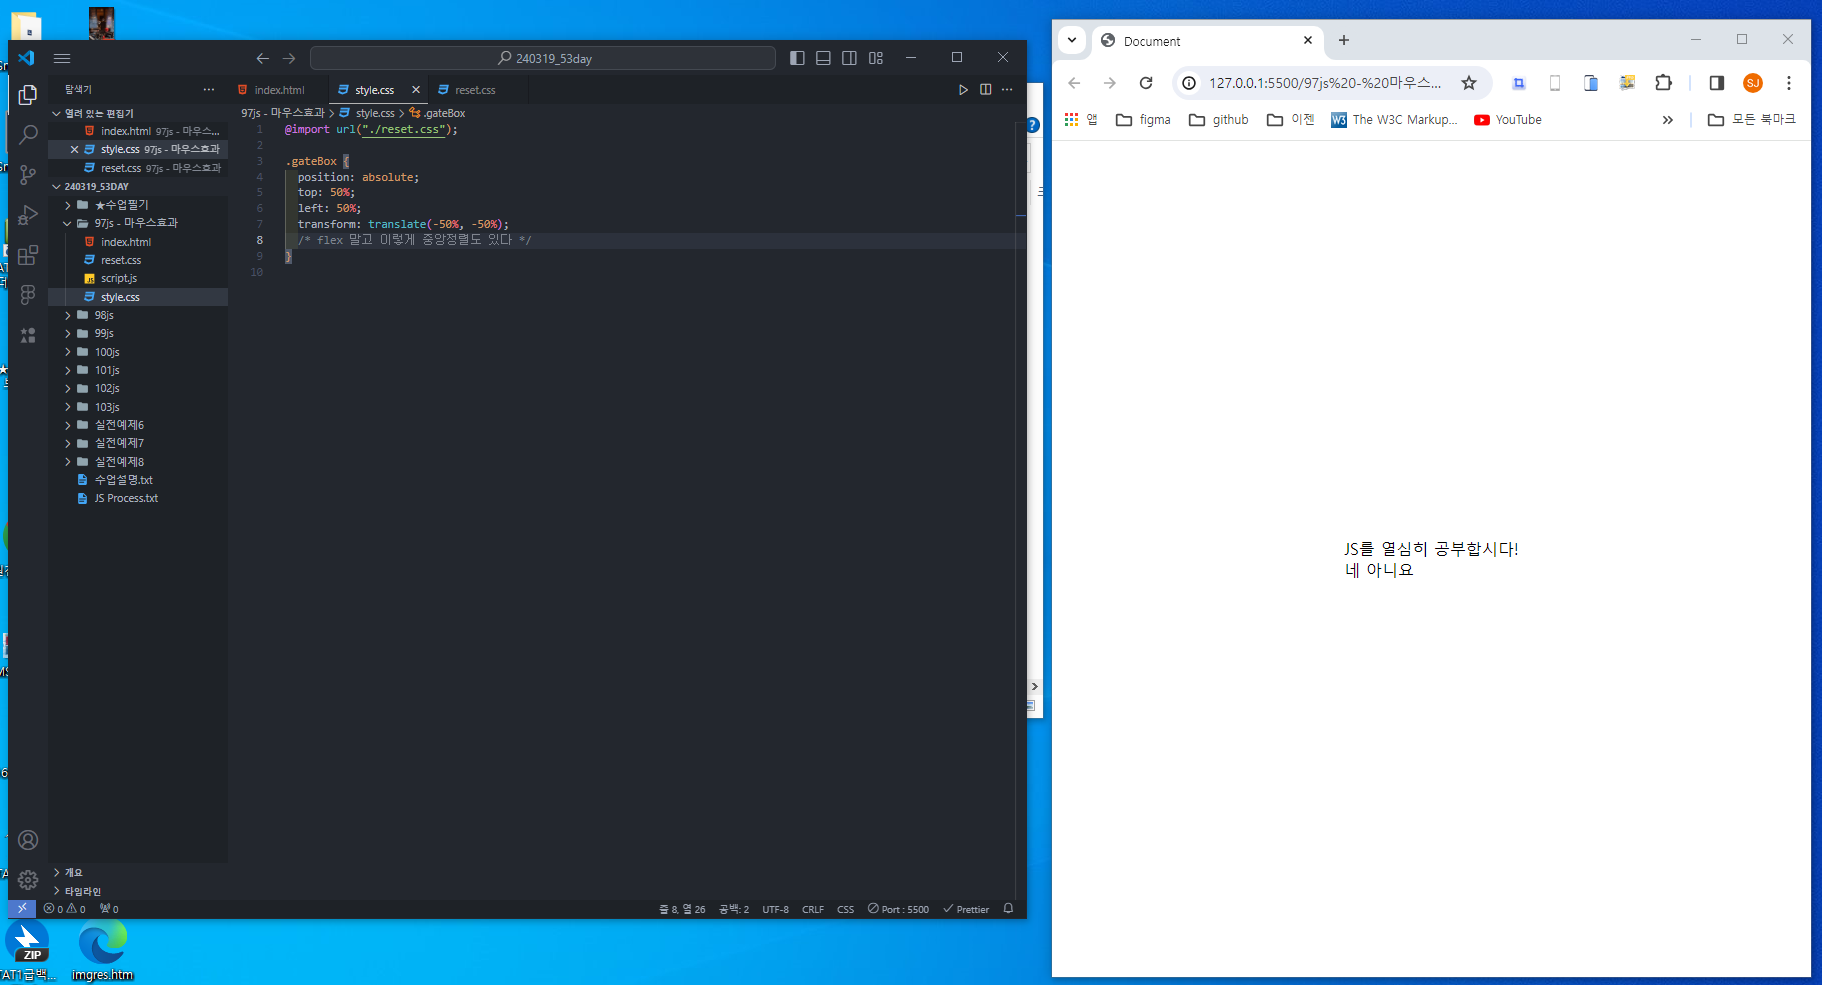 240319_53day
탐색기
index.html
style.css
reset.css
열려 있는 편집기
index.html 97js - 마우스...
style.css 97js - 마우스효과
reset.css 97js - 마우스효과
240319_53DAY
★수업필기
97js - 마우스효과
index.html
reset.css
script.js
style.css
98js
99js
100js
101js
102js
103js
실전예제6
실전예제7
실전예제8
수업설명.txt
JS Process.txt
개요
타임라인
97js - 마우스효과 > style.css > .gateBox
1 @import url("./reset.css");
2
3 .gateBox {
4 position: absolute;
5 top: 50%;
6 left: 50%;
7 transform: translate(-50%, -50%);
8 /* flex 말고 이렇게 중앙정렬도 있다 */
9 }
10
0 0 0
줄 8, 열 26 공백: 2 UTF-8 CRLF CSS Port : 5500 Prettier
ZIP
TAT1급백...
imgres.htm
Document
127.0.0.1:5500/97js%20-%20마우스...
SJ
앱 figma github 이젠 W3 The W3C Markup... YouTube » 모든 북마크
JS를 열심히 공부합시다!
네 아니요